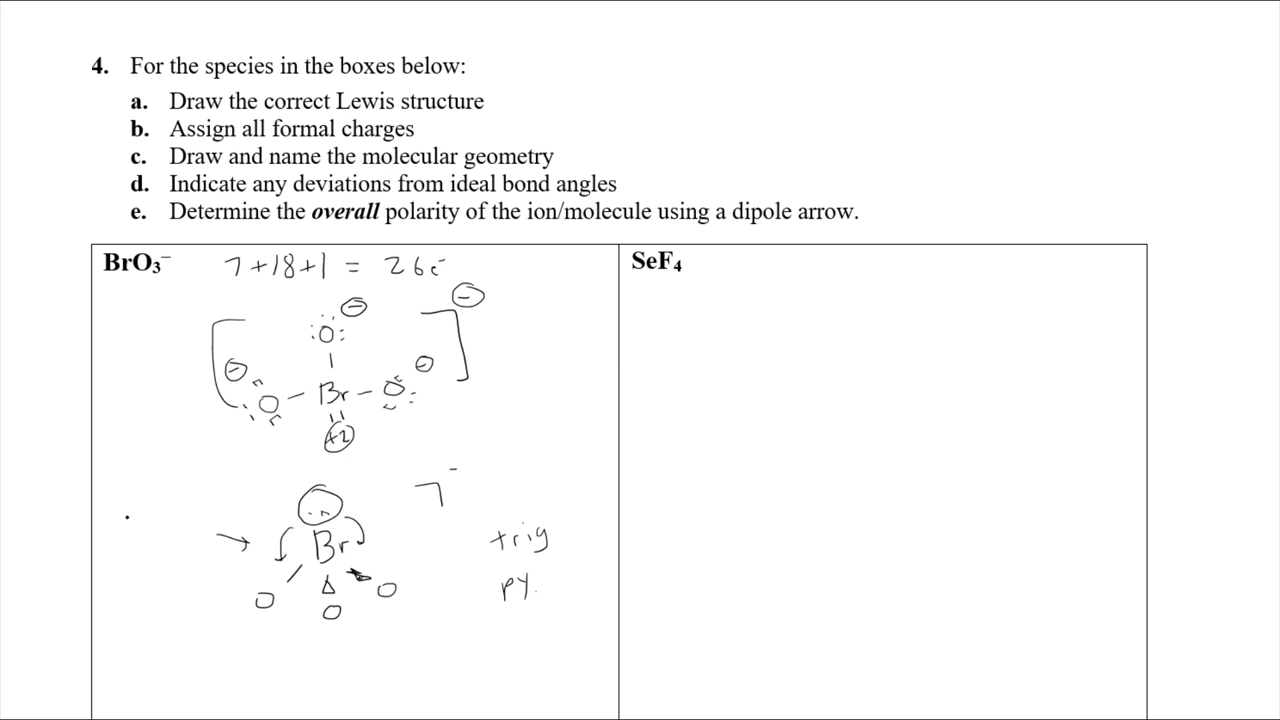 4. For the species in the boxes below:
a. Draw the correct Lewis structure
b. Assign all formal charges
c. Draw and name the molecular geometry
d. Indicate any deviations from ideal bond angles
e. Determine the overall polarity of the ion/molecule using a dipole arrow.
BrO₃⁻ 7+18+1 = 26e⁻
SeF₄
⊖
⊖
O
⊖ ⊖
O – Br – O
+2
–
Br
trig
O O
py.
O